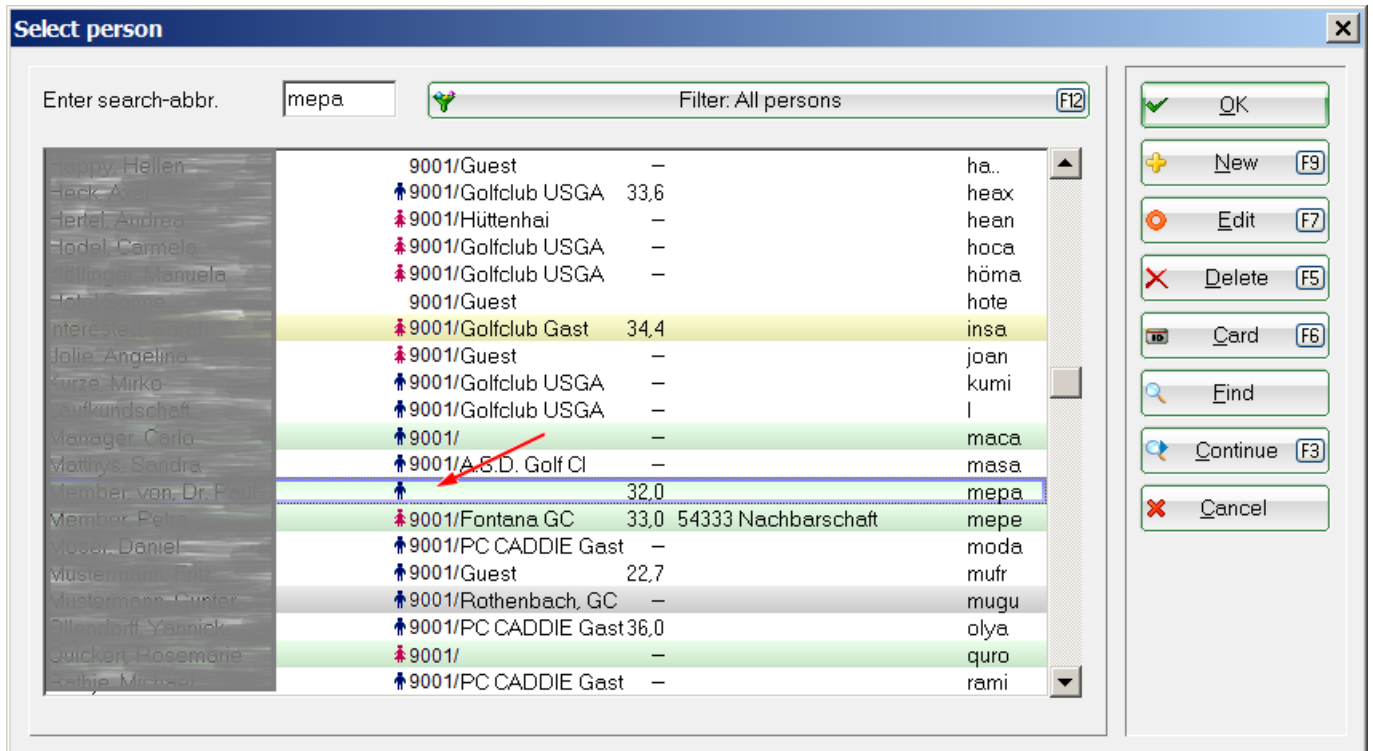 Select person
Enter search-abbr. mepa Filter: All persons F12
9001/Guest – ha..
9001/Golfclub USGA 33,6 heax
9001/Hüttenhai – hean
9001/Golfclub USGA – hoca
9001/Golfclub USGA – höma
9001/Guest hote
9001/Golfclub Gast 34,4 insa
9001/Guest – joan
9001/Golfclub USGA – kumi
9001/Golfclub USGA – l
9001/ – maca
9001/A.S.D. Golf Cl – masa
32,0 mepa
9001/Fontana GC 33,0 54333 Nachbarschaft mepe
9001/PC CADDIE Gast – moda
9001/Guest 22,7 mufr
9001/Rothenbach, GC – mugu
9001/PC CADDIE Gast 36,0 olya
9001/ – quro
9001/PC CADDIE Gast – rami
OK
New F9
Edit F7
Delete F5
Card F6
Find
Continue F3
Cancel